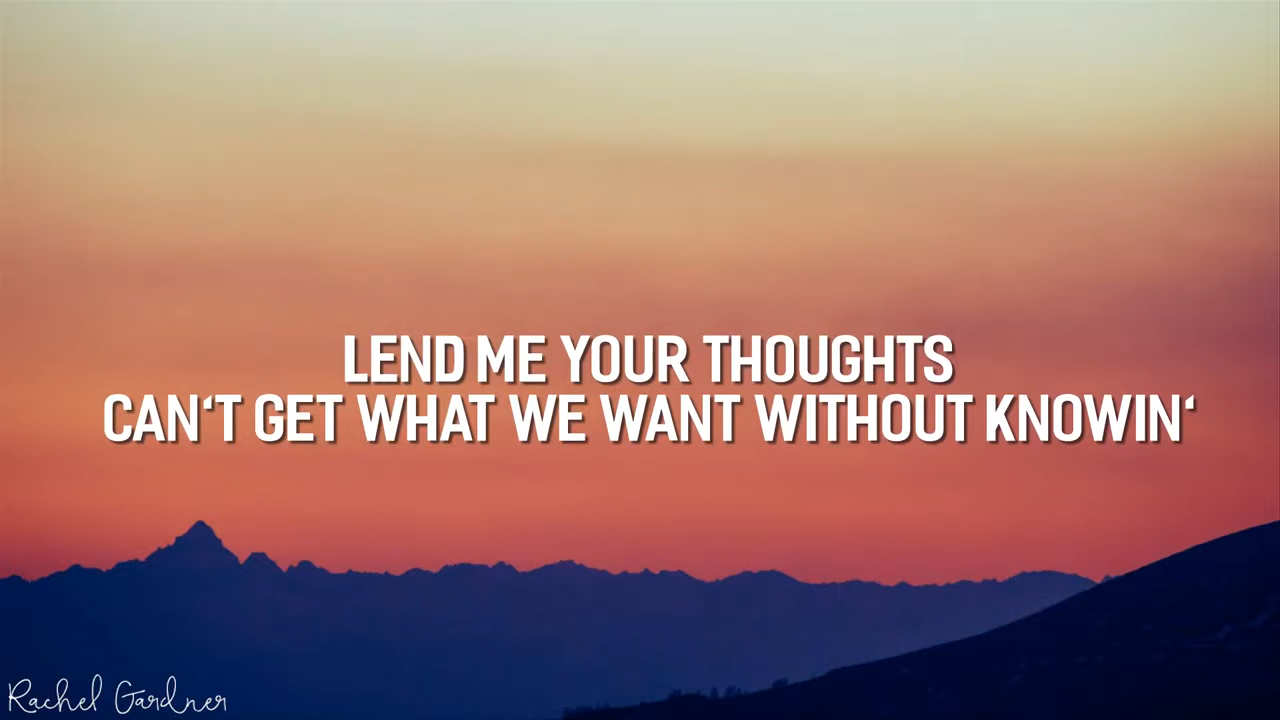 LEND ME YOUR THOUGHTS
CAN‘T GET WHAT WE WANT WITHOUT KNOWIN‘
Rachel Gardner